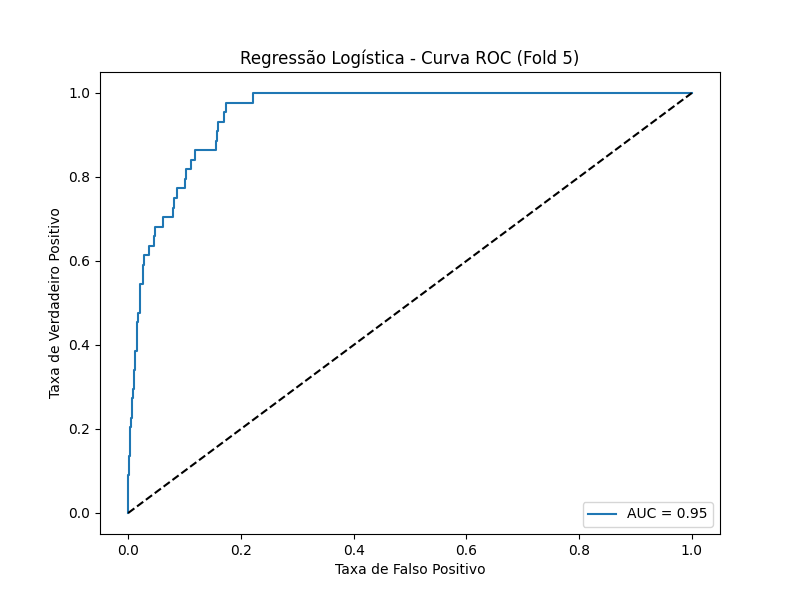 Regressão Logística - Curva ROC (Fold 5)
Taxa de Verdadeiro Positivo
1.0
0.8
0.6
0.4
0.2
0.0
0.0 0.2 0.4 0.6 0.8 1.0
Taxa de Falso Positivo
AUC = 0.95